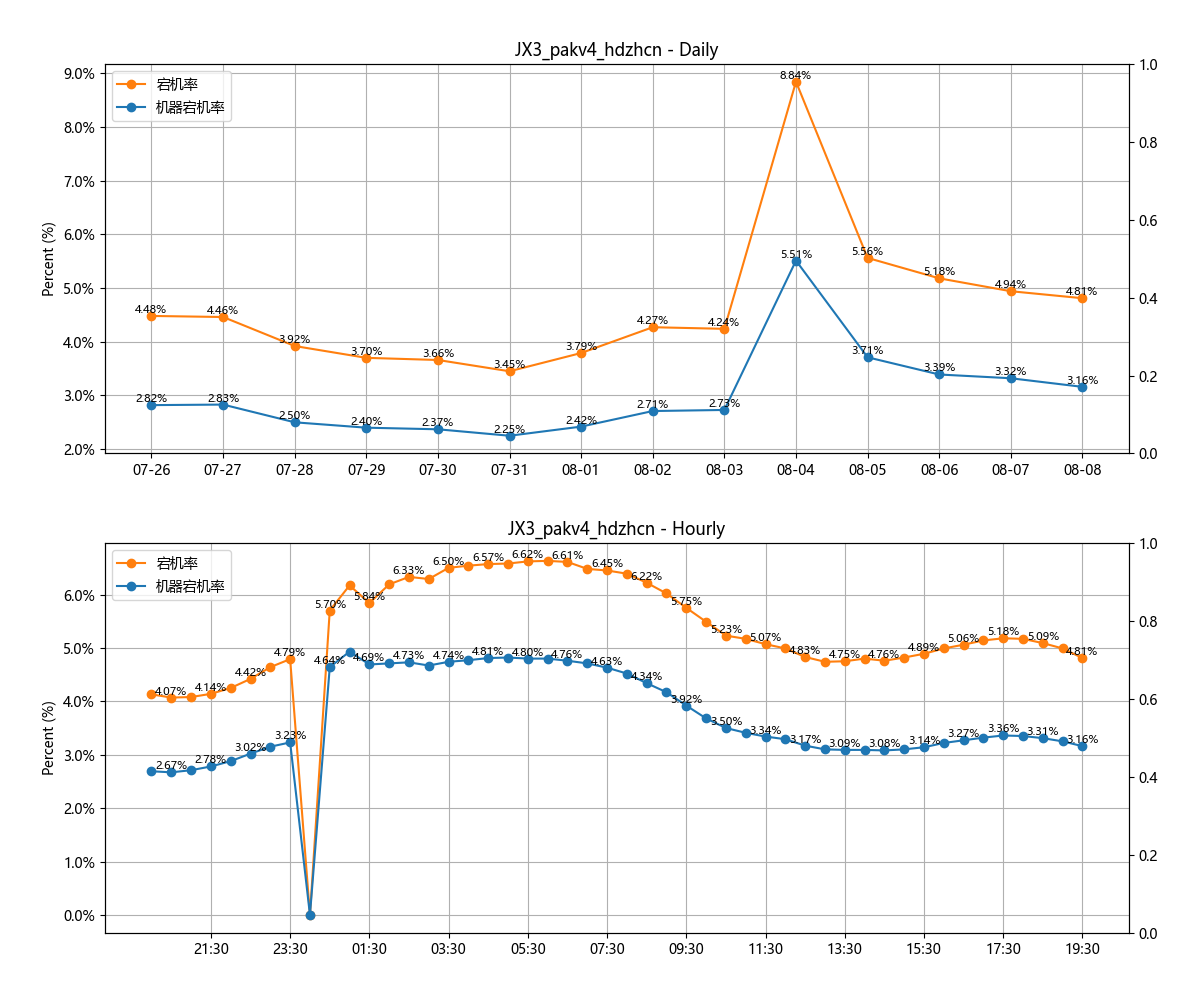 JX3_pakv4_hdzhcn - Daily
宕机率
机器宕机率
Percent (%)
9.0%
8.0%
7.0%
6.0%
5.0%
4.0%
3.0%
2.0%
1.0
0.8
0.6
0.4
0.2
0.0
4.48% 4.46% 3.92% 3.70% 3.66% 3.45% 3.79% 4.27% 4.24% 8.84% 5.56% 5.18% 4.94% 4.81%
2.82% 2.83% 2.50% 2.40% 2.37% 2.25% 2.42% 2.71% 2.73% 5.51% 3.71% 3.39% 3.32% 3.16%
07-26 07-27 07-28 07-29 07-30 07-31 08-01 08-02 08-03 08-04 08-05 08-06 08-07 08-08
JX3_pakv4_hdzhcn - Hourly
宕机率
机器宕机率
Percent (%)
6.0%
5.0%
4.0%
3.0%
2.0%
1.0%
0.0%
1.0
0.8
0.6
0.4
0.2
0.0
4.07% 4.14% 4.42% 4.79% 5.70% 5.84% 6.33% 6.50% 6.57% 6.62% 6.61% 6.45% 6.22% 5.75% 5.23% 5.07% 4.83% 4.75% 4.76% 4.89% 5.06% 5.18% 5.09% 4.81%
2.67% 2.78% 3.02% 3.23% 4.64% 4.69% 4.73% 4.74% 4.81% 4.80% 4.76% 4.63% 4.34% 3.92% 3.50% 3.34% 3.17% 3.09% 3.08% 3.14% 3.27% 3.36% 3.31% 3.16%
21:30 23:30 01:30 03:30 05:30 07:30 09:30 11:30 13:30 15:30 17:30 19:30